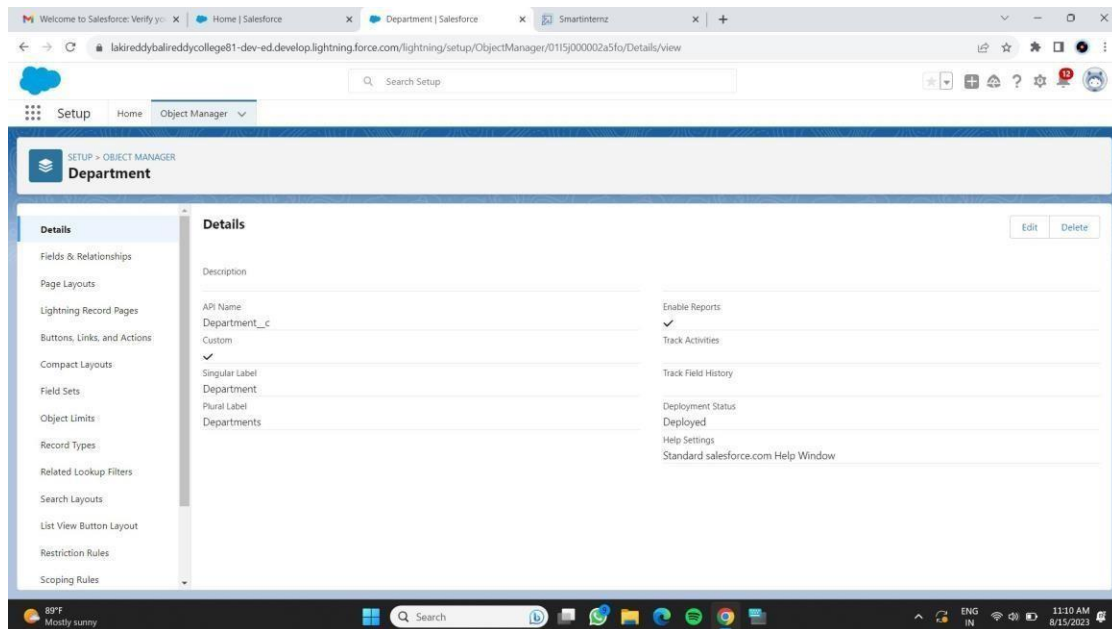 Welcome to Salesforce: Verify yo
Home | Salesforce
Department | Salesforce
Smartinternz
lakireddybalireddycollege81-dev-ed.develop.lightning.force.com/lightning/setup/ObjectManager/01I5j000002a5fo/Details/view
Search Setup
12
Setup
Home
Object Manager
SETUP > OBJECT MANAGER
Department
Details
Fields & Relationships
Page Layouts
Lightning Record Pages
Buttons, Links, and Actions
Compact Layouts
Field Sets
Object Limits
Record Types
Related Lookup Filters
Search Layouts
List View Button Layout
Restriction Rules
Scoping Rules
Details
Edit
Delete
Description
API Name
Department__c
Custom
Singular Label
Department
Plural Label
Departments
Enable Reports
Track Activities
Track Field History
Deployment Status
Deployed
Help Settings
Standard salesforce.com Help Window
89°F
Mostly sunny
Search
ENG
IN
11:10 AM
8/15/2023